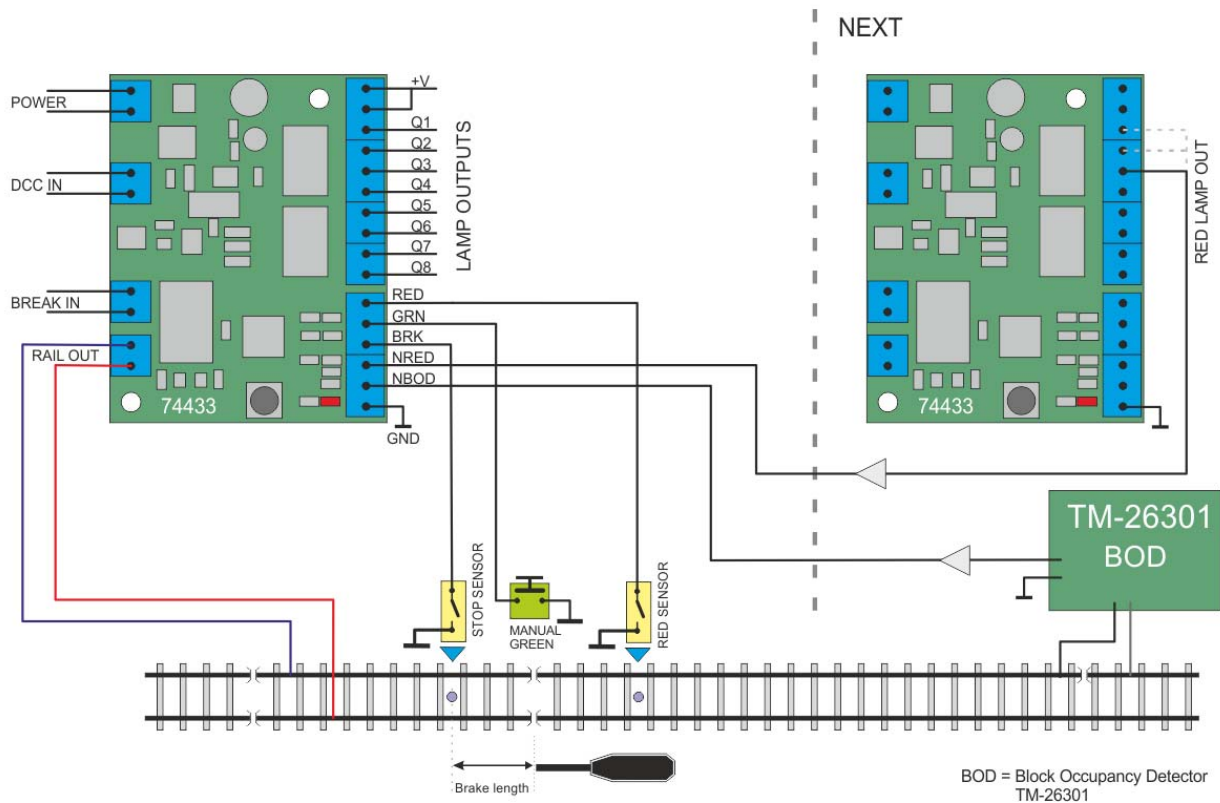 NEXT
POWER
DCC IN
BREAK IN
RAIL OUT
74433
+V
Q1
Q2
Q3
Q4
Q5
Q6
Q7
Q8
LAMP OUTPUTS
RED
GRN
BRK
NRED
NBOD
GND
74433
RED LAMP OUT
TM-26301
BOD
STOP SENSOR
MANUAL
GREEN
RED SENSOR
Brake length
BOD = Block Occupancy Detector
TM-26301